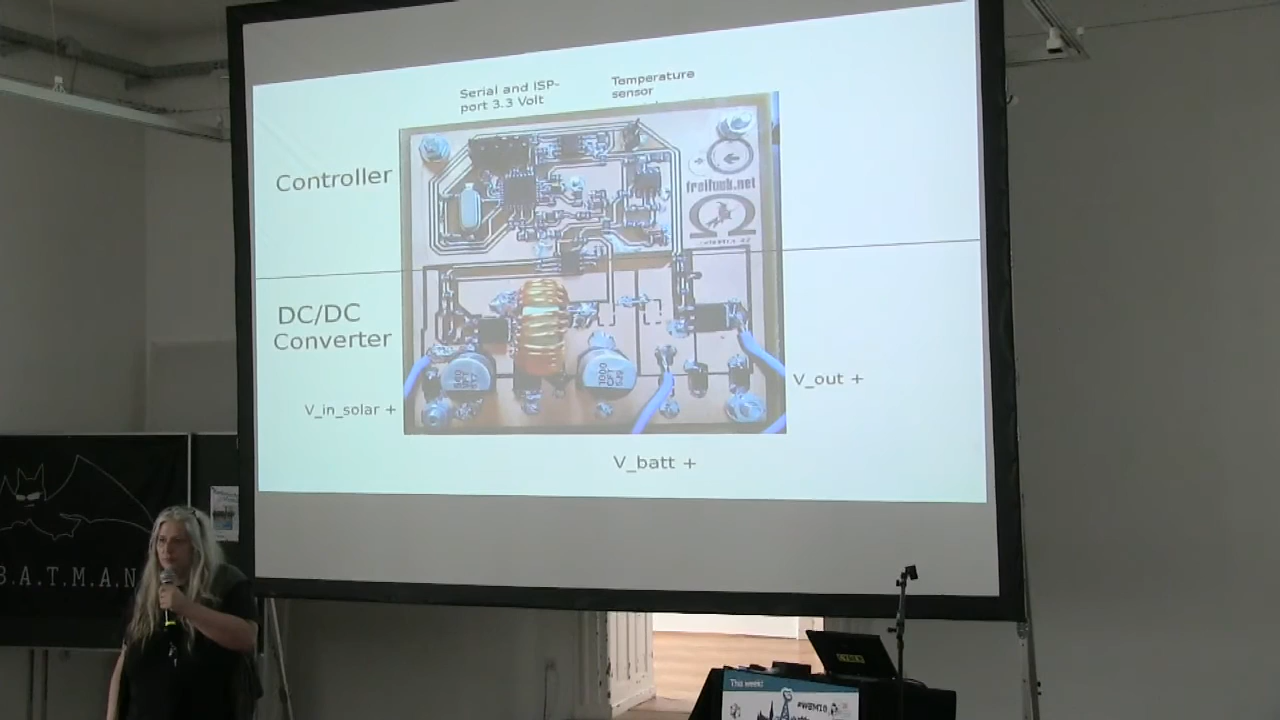 Serial and ISP-
port 3.3 Volt
Temperature
sensor
Controller
freifunk.net
DC/DC
Converter
V_in_solar +
V_out +
V_batt +
B.A.T.M.A.N
This week!